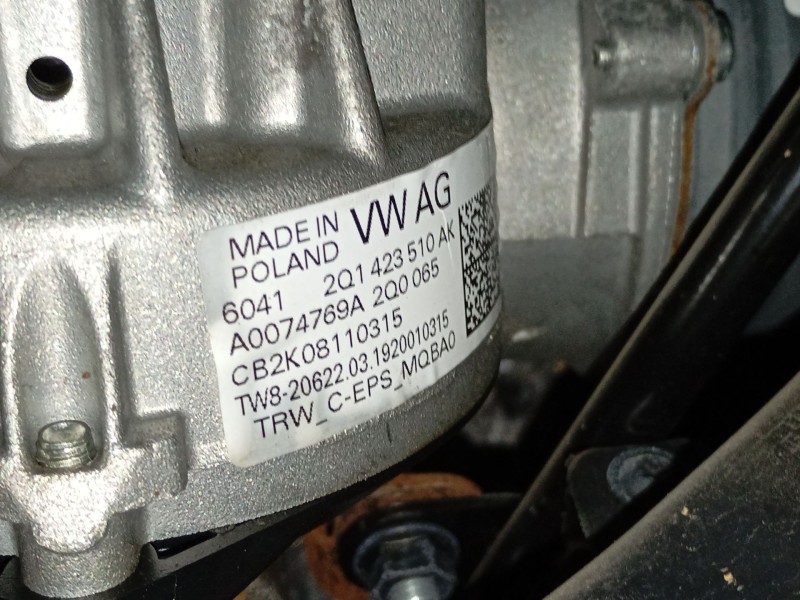 MADE IN
POLAND VW AG
6041 2Q1 423 510 AK
A0074769A 2Q0 065
CB2K08110315
TW8-20622.03.1920010315
TRW_C-EPS_MQBA0